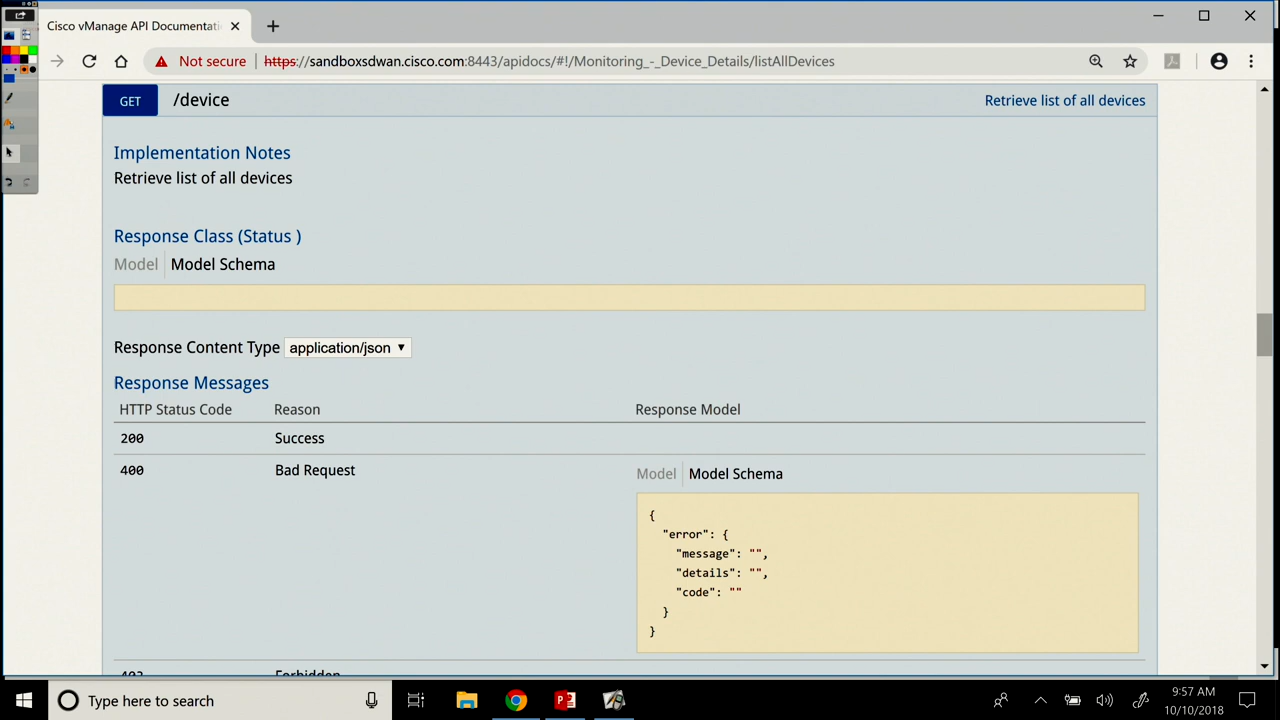 Cisco vManage API Documentati
Not secure
https://sandboxsdwan.cisco.com:8443/apidocs/#!/Monitoring_-_Device_Details/listAllDevices
GET
/device
Retrieve list of all devices
Implementation Notes
Retrieve list of all devices
Response Class (Status )
Model
Model Schema
Response Content Type
application/json
Response Messages
HTTP Status Code
Reason
Response Model
200
Success
400
Bad Request
Model
Model Schema
{
"error": {
"message": "",
"details": "",
"code": ""
}
}
403
Forbidden
Type here to search
9:57 AM
10/10/2018